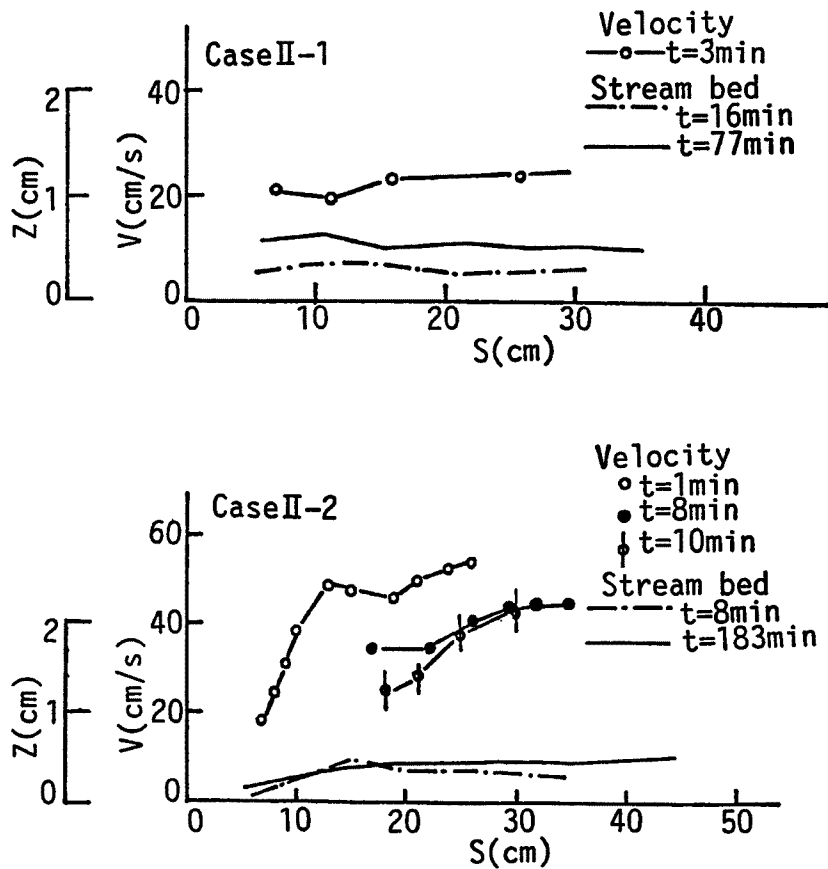 Case II-1
Velocity
t=3min
Stream bed
t=16min
t=77min
Z(cm)
2
1
0
V(cm/s)
40
20
0
0 10 20 30 40
S(cm)
Case II-2
Velocity
t=1min
t=8min
t=10min
Stream bed
t=8min
t=183min
Z(cm)
2
1
0
V(cm/s)
60
40
20
0
0 10 20 30 40 50
S(cm)